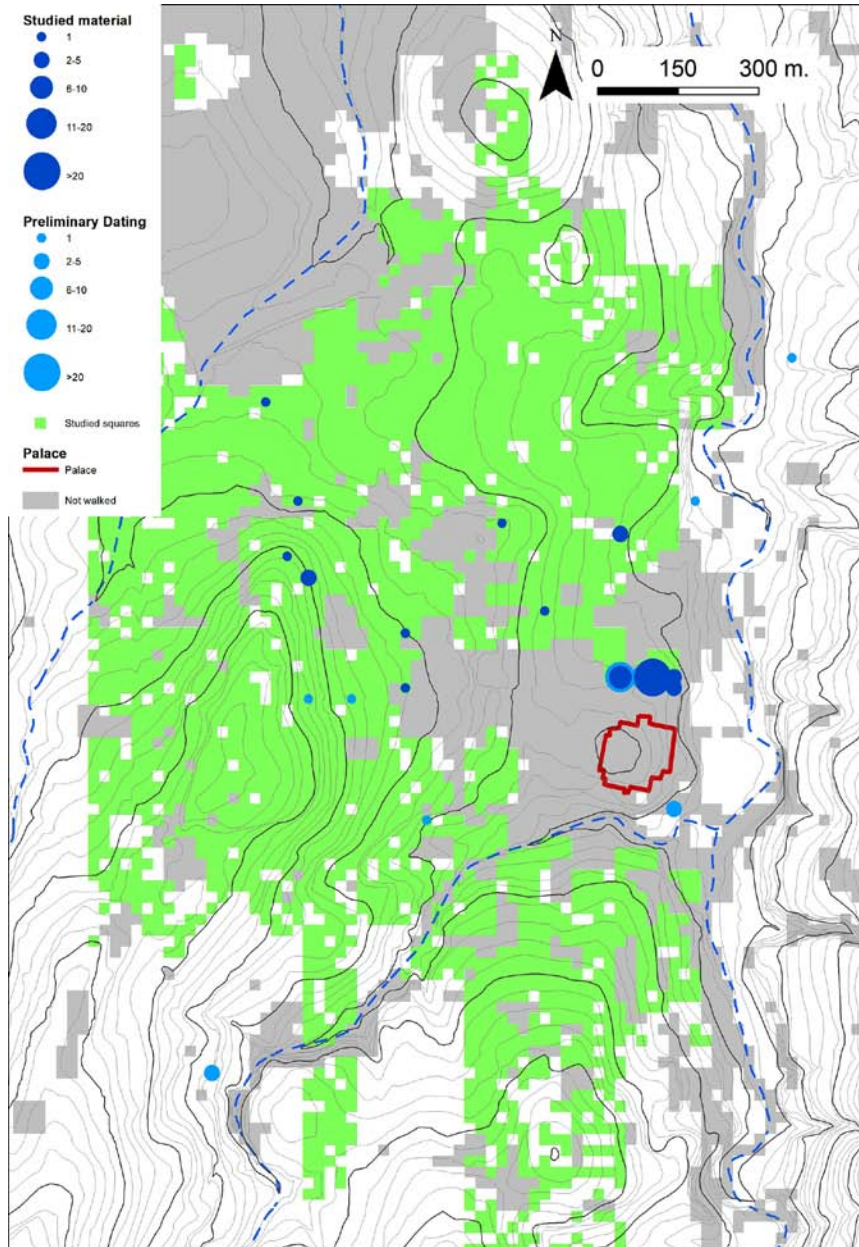 Studied material
1
2-5
6-10
11-20
>20
Preliminary Dating
1
2-5
6-10
11-20
>20
Studied squares
Palace
Palace
Not walked
N
0 150 300 m.